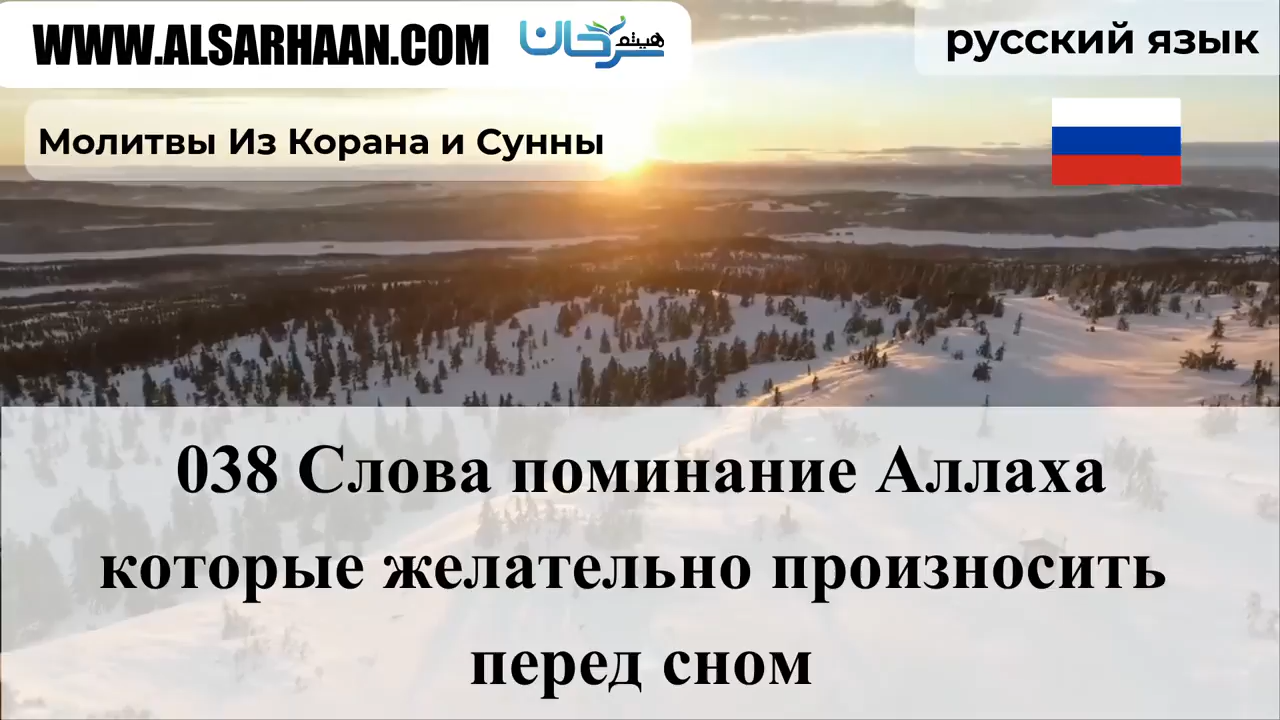 WWW.ALSARHAAN.COM
هيثم سرحان
русский язык
Молитвы Из Корана и Сунны
038 Слова поминание Аллаха
которые желательно произносить
перед сном